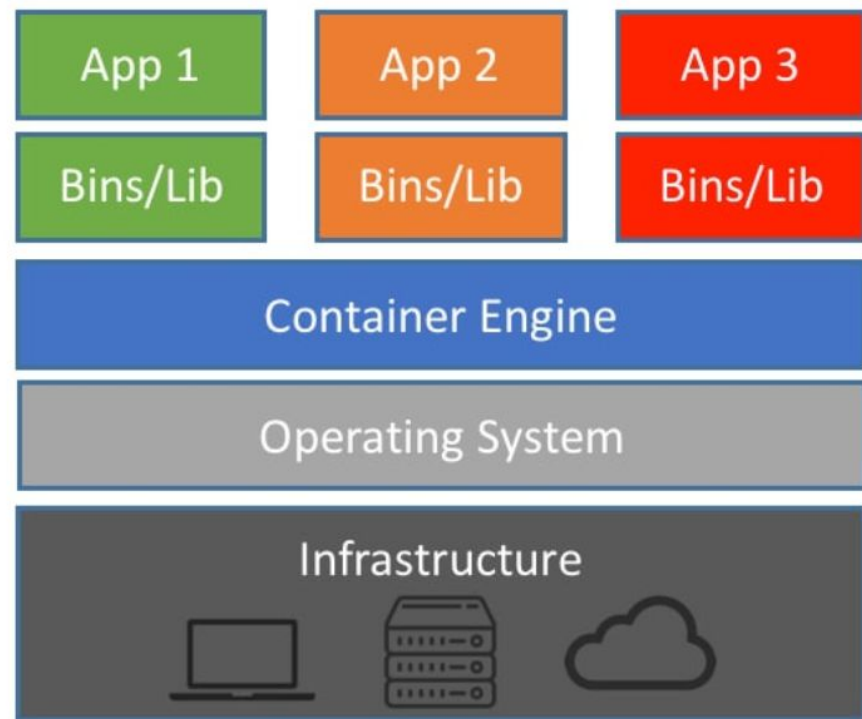 App 1
App 2
App 3
Bins/Lib
Bins/Lib
Bins/Lib
Container Engine
Operating System
Infrastructure